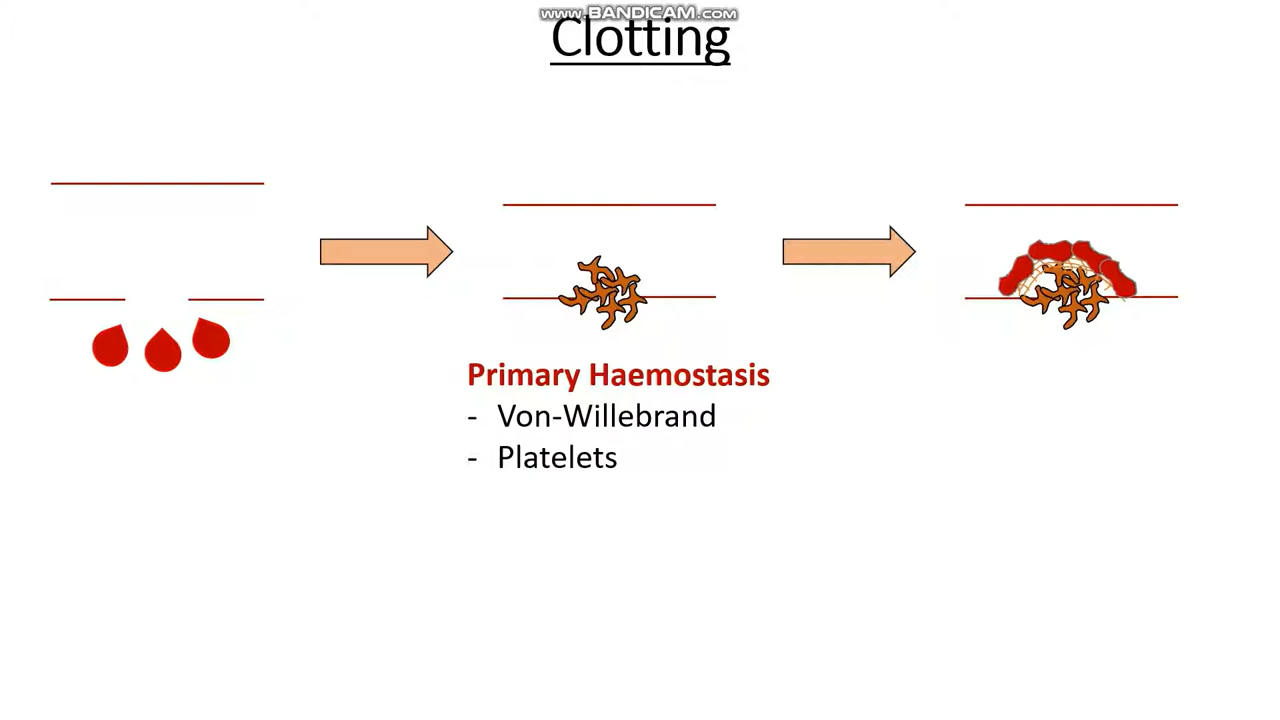 www.BANDICAM.com
Clotting
Primary Haemostasis
- Von-Willebrand
- Platelets